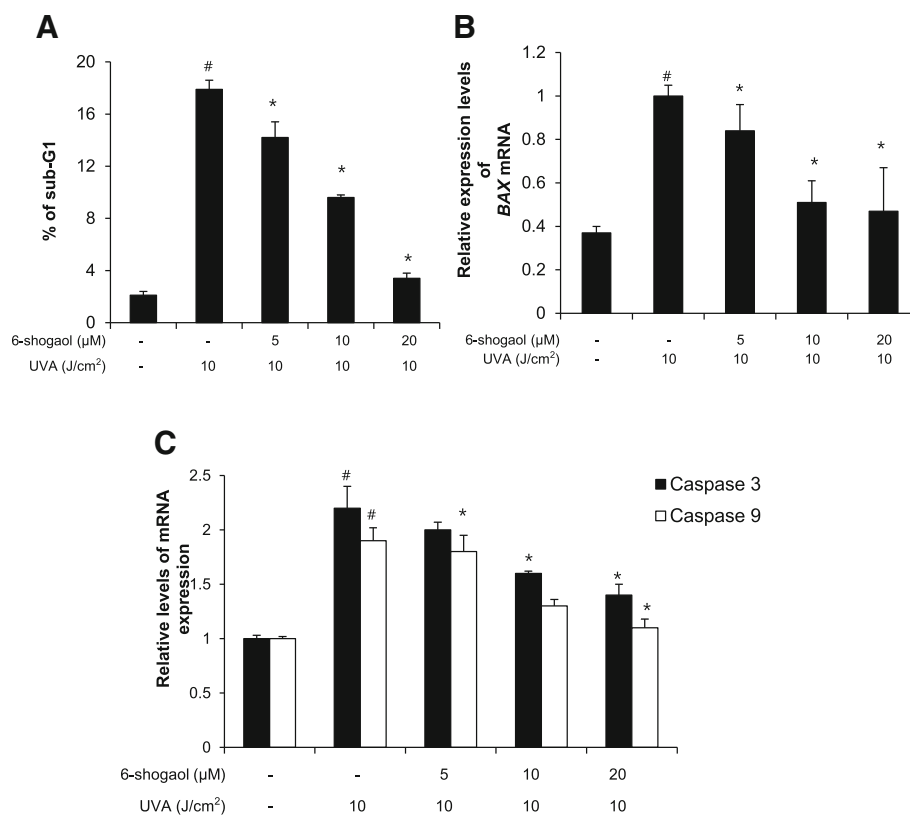 A
20
16
12
8
4
0
% of sub-G1
#
*
*
*
6-shogaol (μM) - - 5 10 20
UVA (J/cm²) - 10 10 10 10
B
1.2
1
0.8
0.6
0.4
0.2
0
Relative expression levels
of
BAX mRNA
#
*
*
*
6-shogaol (μM) - - 5 10 20
UVA (J/cm²) - 10 10 10 10
C
2.5
2
1.5
1
0.5
0
Relative levels of mRNA
expression
#
#
*
*
*
*
Caspase 3
Caspase 9
6-shogaol (μM) - - 5 10 20
UVA (J/cm²) - 10 10 10 10